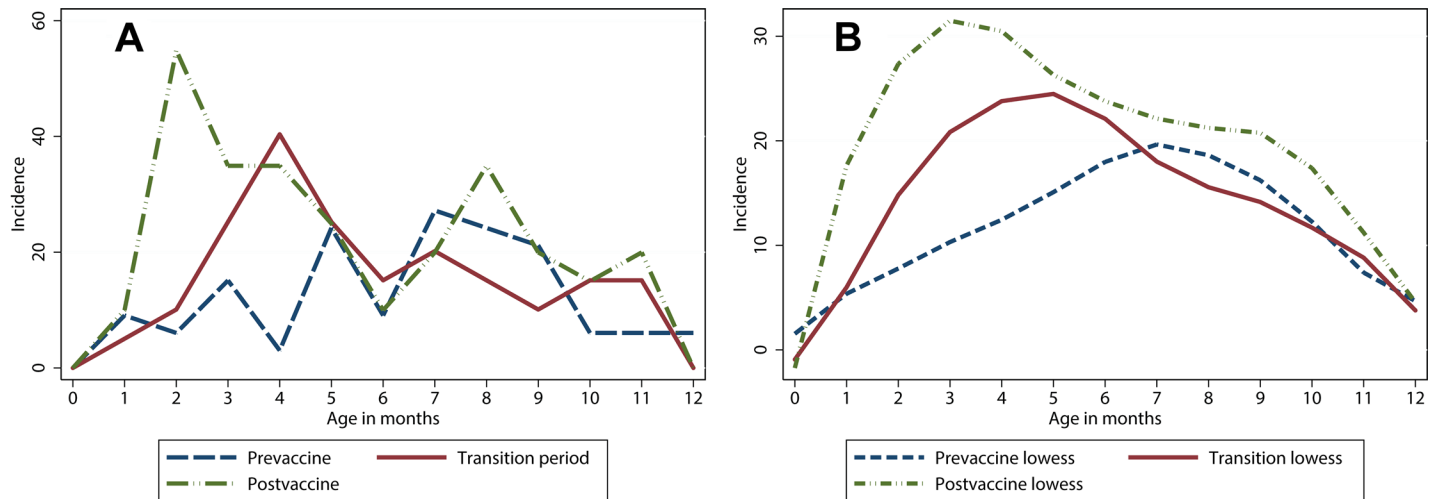 A
60
40
20
0
Incidence
0 1 2 3 4 5 6 7 8 9 10 11 12
Age in months
Prevaccine Transition period
Postvaccine
B
30
20
10
0
Incidence
0 1 2 3 4 5 6 7 8 9 10 11 12
Age in months
Prevaccine lowess Transition lowess
Postvaccine lowess